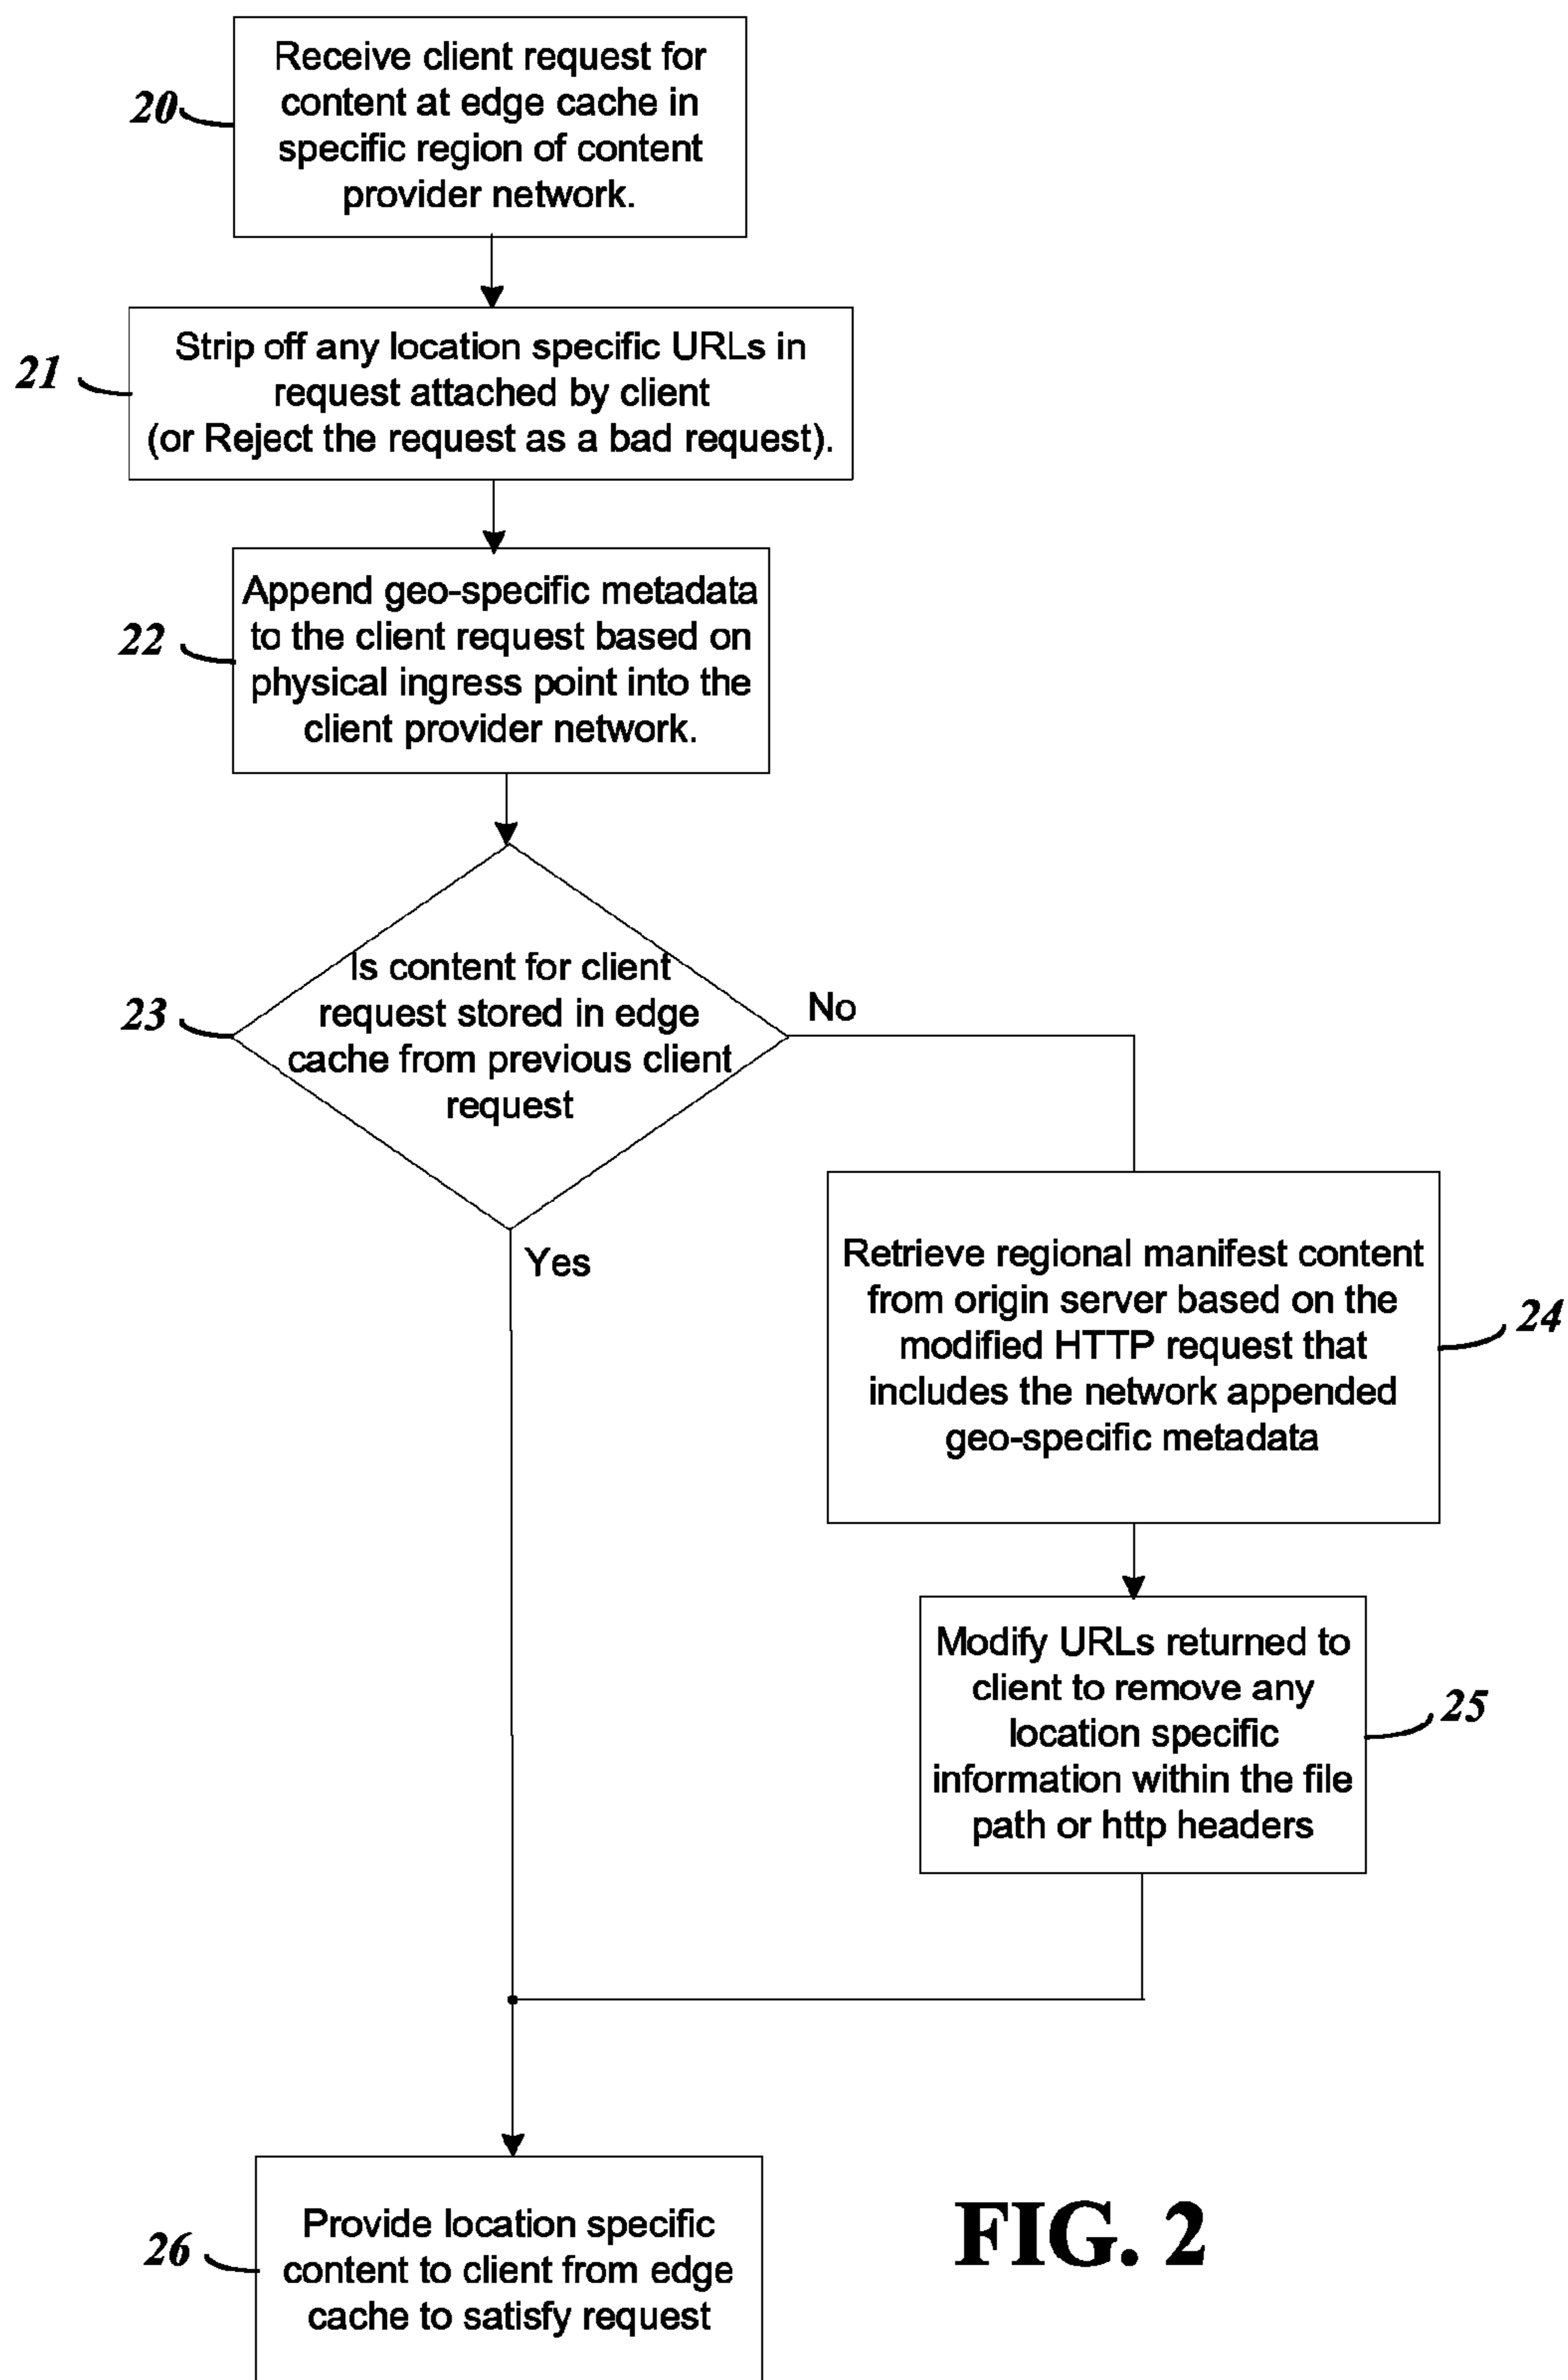 20
Receive client request for
content at edge cache in
specific region of content
provider network.
21
Strip off any location specific URLs in
request attached by client
(or Reject the request as a bad request).
22
Append geo-specific metadata
to the client request based on
physical ingress point into the
client provider network.
23
Is content for client
request stored in edge
cache from previous client
request
No
Yes
24
Retrieve regional manifest content
from origin server based on the
modified HTTP request that
includes the network appended
geo-specific metadata
25
Modify URLs returned to
client to remove any
location specific
information within the file
path or http headers
26
Provide location specific
content to client from edge
cache to satisfy request
FIG. 2